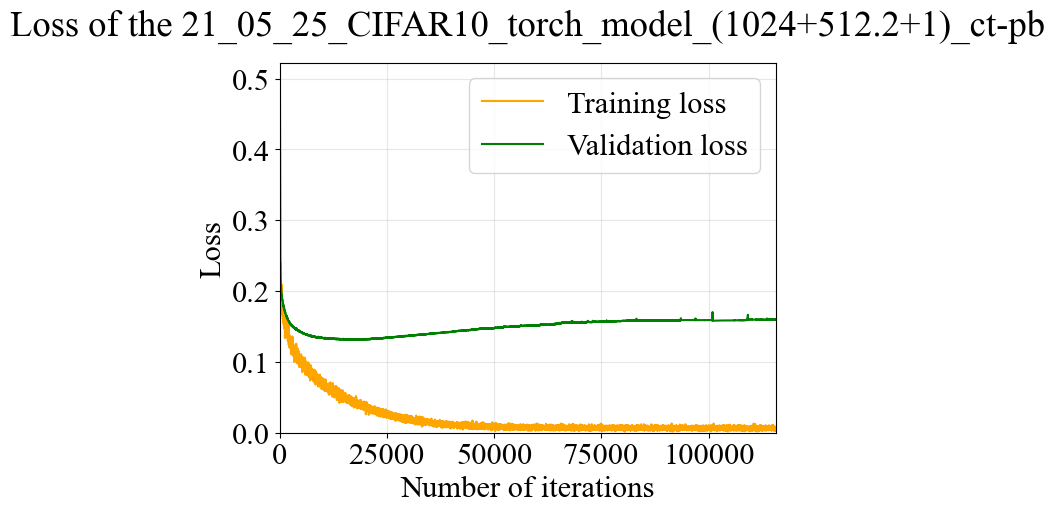 Loss of the 21_05_25_CIFAR10_torch_model_(1024+512.2+1)_ct-pb
0.5
0.4
0.3
0.2
0.1
0.0
Loss
Training loss
Validation loss
0 25000 50000 75000 100000
Number of iterations